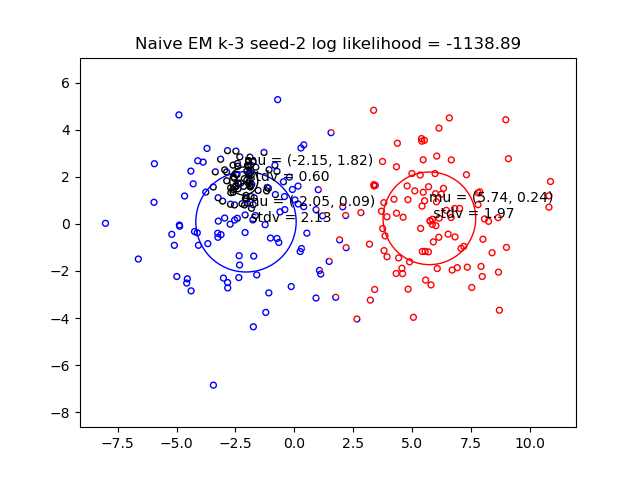 Naive EM k-3 seed-2 log likelihood = -1138.89
6
4
2
0
−2
−4
−6
−8
mu = (-2.15, 1.82)
stdv = 0.60
mu = (-2.05, 0.09)
stdv = 2.13
mu = (5.74, 0.24)
stdv = 1.97
−7.5 −5.0 −2.5 0.0 2.5 5.0 7.5 10.0